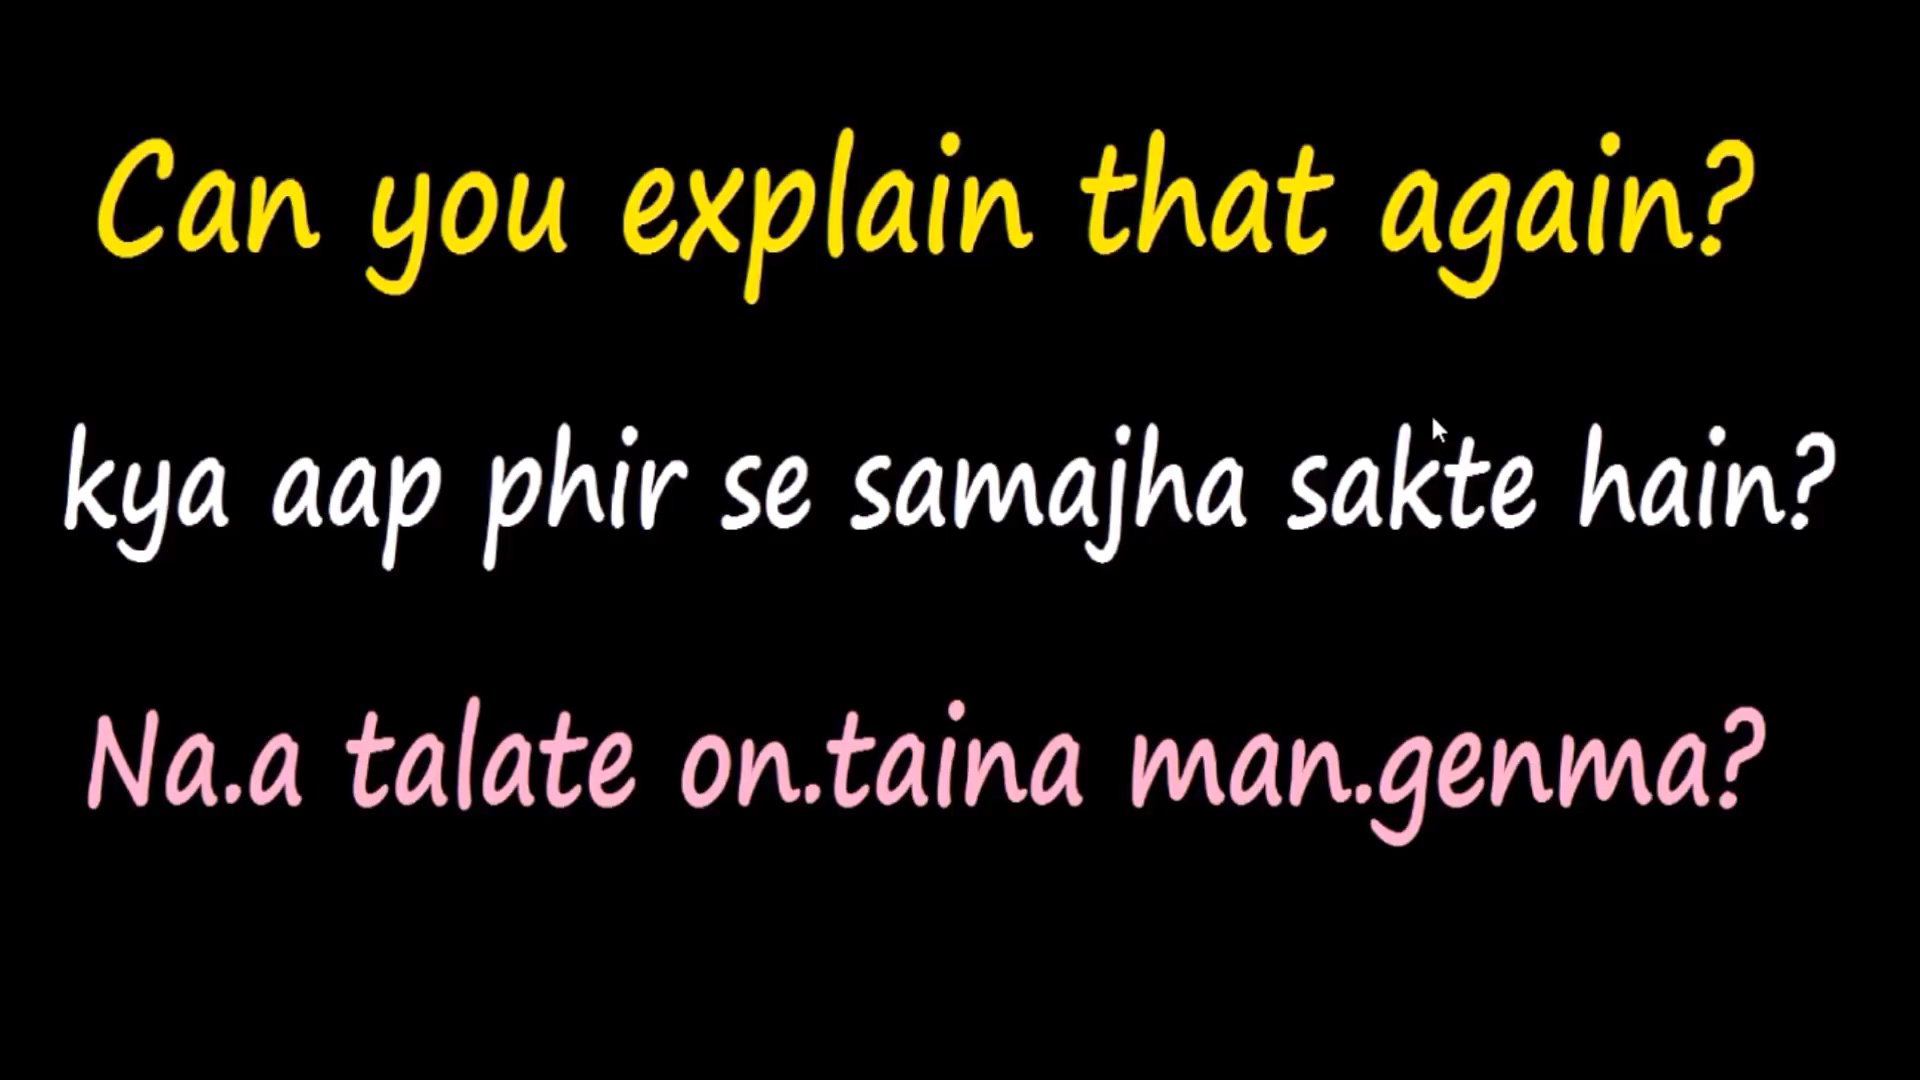 Can you explain that again?
kya aap phir se samajha sakte hain?
Na.a talate on.taina man.genma?